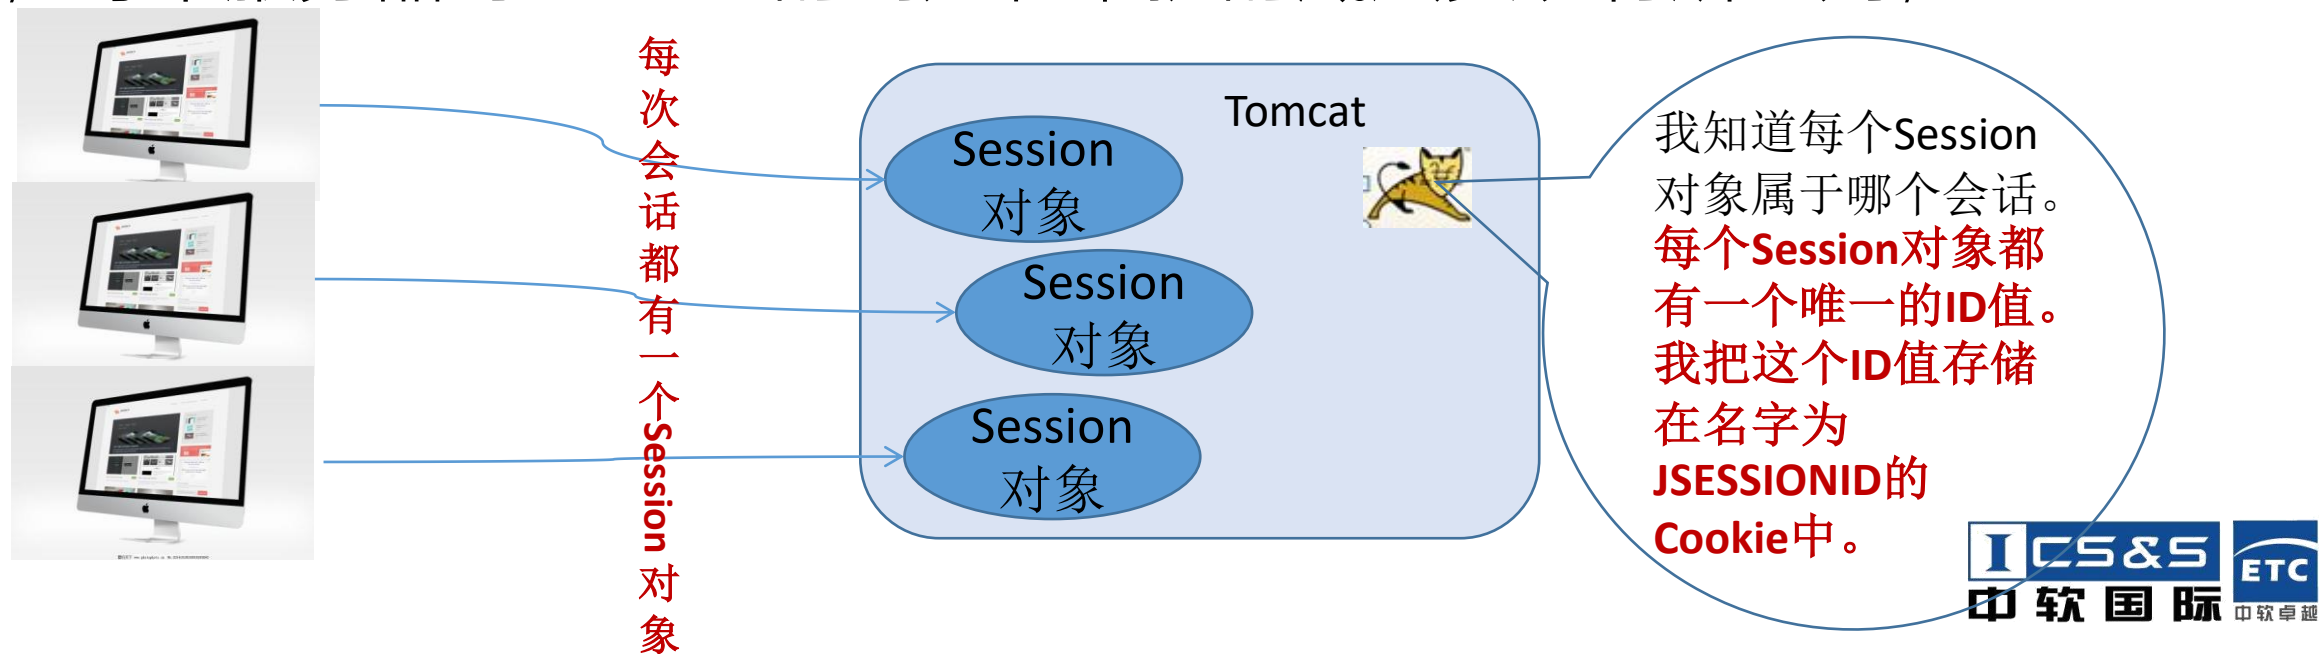 每次会话都有一个Session对象
Tomcat
Session
对象
Session
对象
Session
对象
我知道每个Session
对象属于哪个会话。
每个Session对象都
有一个唯一的ID值。
我把这个ID值存储
在名字为
JSESSIONID的
Cookie中。
ICS&S
中软国际
ETC
中软卓越